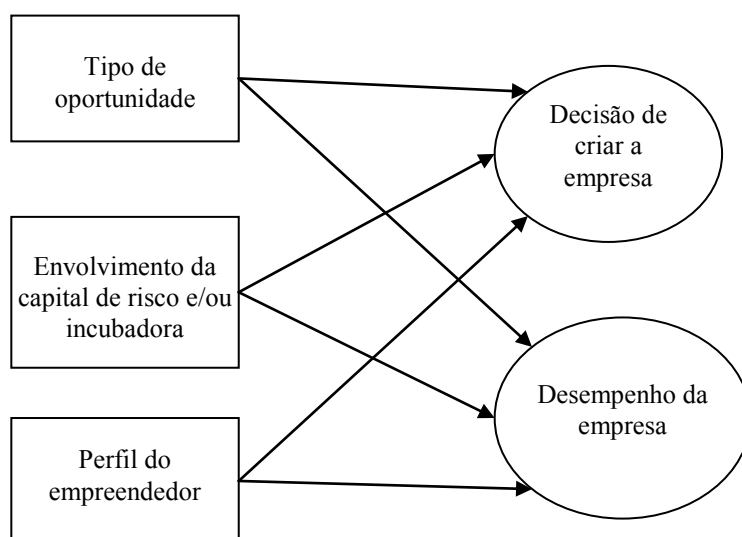 Tipo de
oportunidade
Decisão de
criar a
empresa
Envolvimento da
capital de risco e/ou
incubadora
Desempenho da
empresa
Perfil do
empreendedor